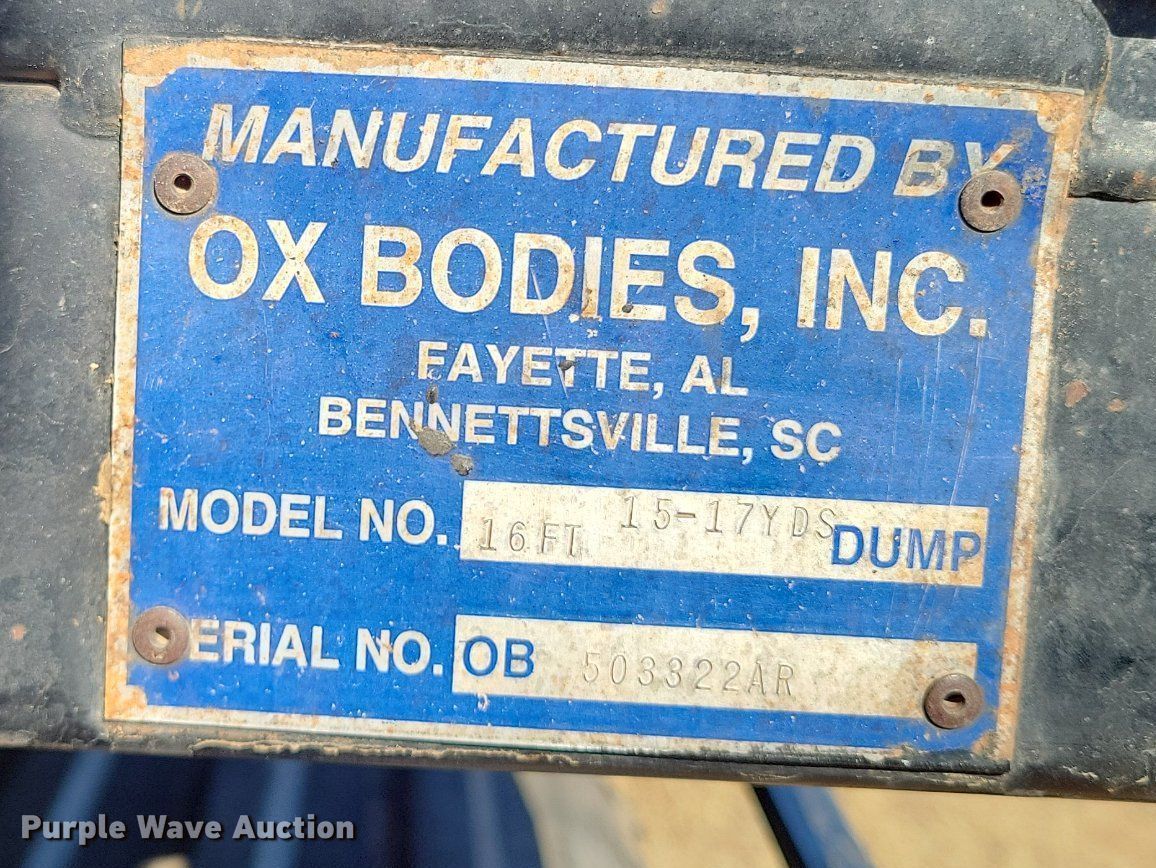 MANUFACTURED BY
OX BODIES, INC.
FAYETTE, AL
BENNETTSVILLE, SC
MODEL NO. 16FT 15-17YDS DUMP
SERIAL NO. OB 503322AR
Purple Wave Auction